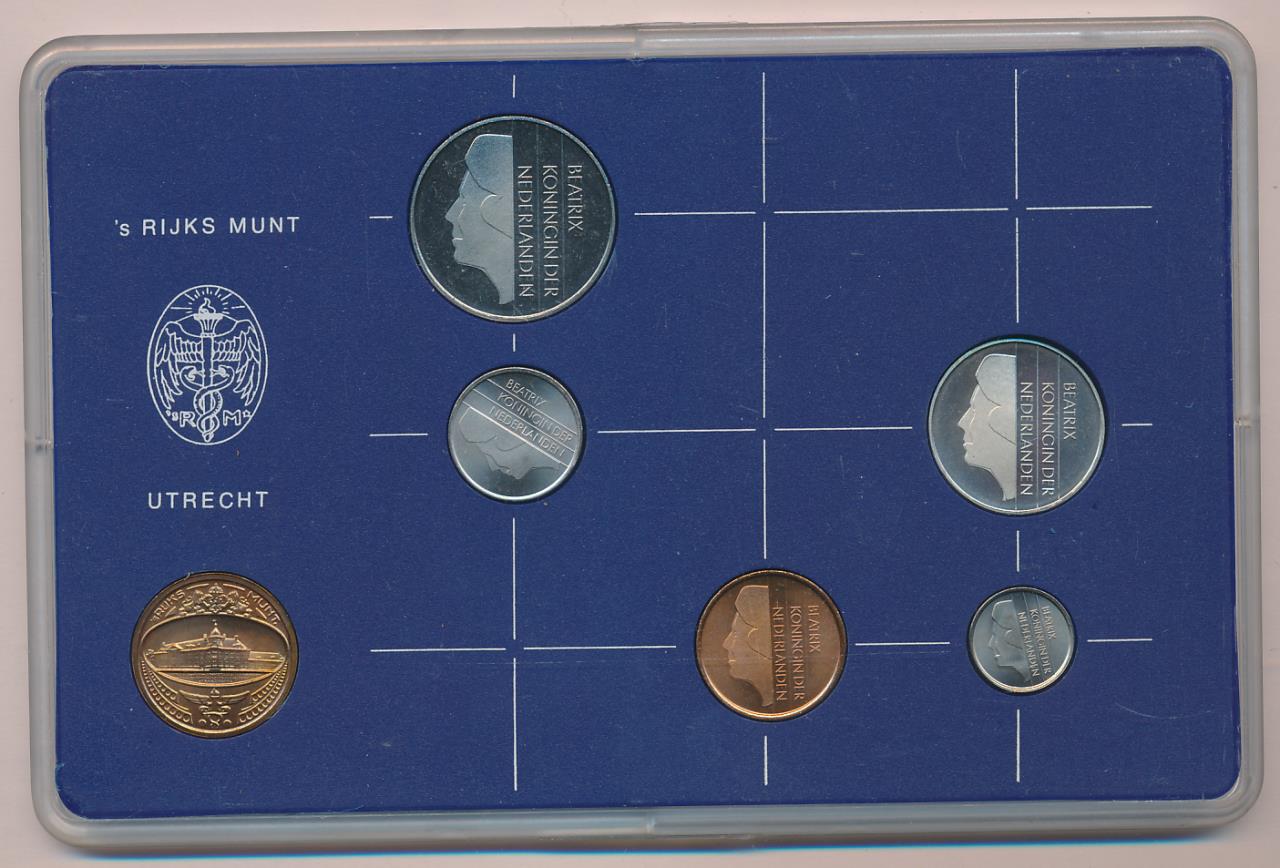 's RIJKS MUNT
'sRM
UTRECHT
BEATRIX
KONINGIN DER
NEDERLANDEN
BEATRIX
KONINGIN DER
NEDERLANDEN
BEATRIX
KONINGIN DER
NEDERLANDEN
RIJKS MUNT
BEATRIX
KONINGIN DER
NEDERLANDEN
BEATRIX
KONINGIN DER
NEDERLANDEN